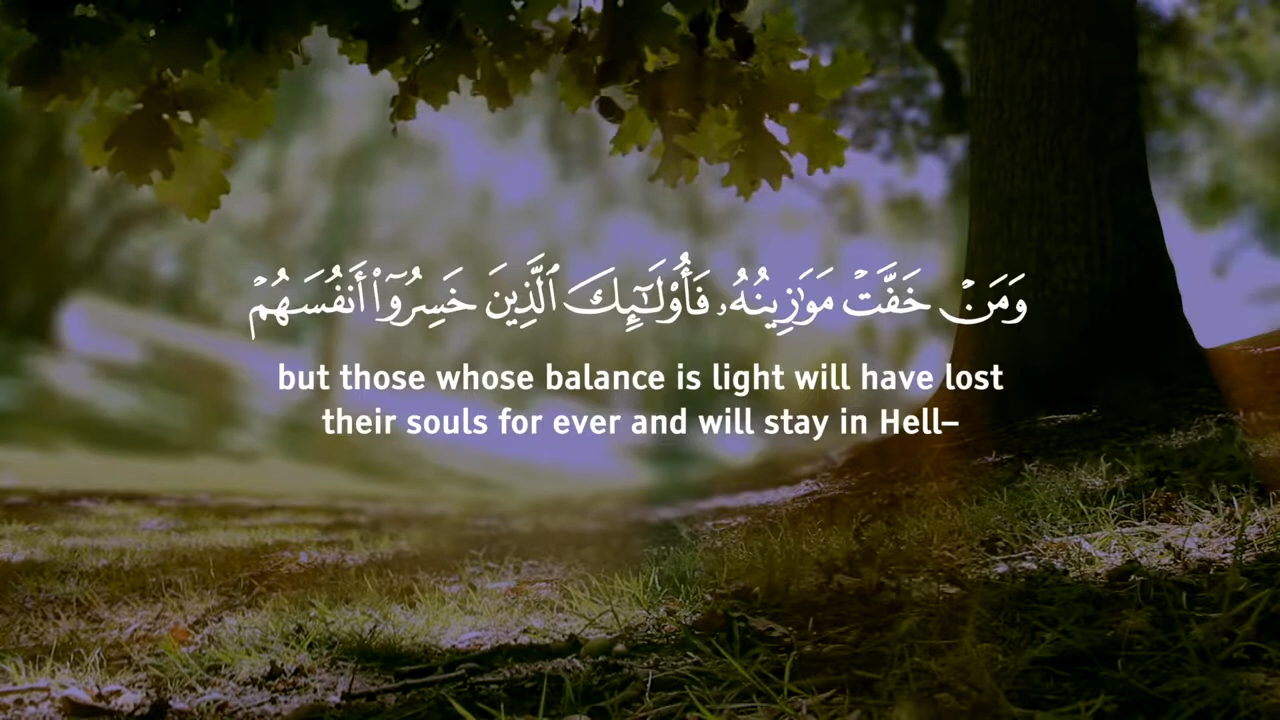 وَمَنْ خَفَّتْ مَوَٰزِينُهُۥ فَأُو۟لَـٰٓئِكَ ٱلَّذِينَ خَسِرُوٓا۟ أَنفُسَهُمْ
but those whose balance is light will have lost
their souls for ever and will stay in Hell–